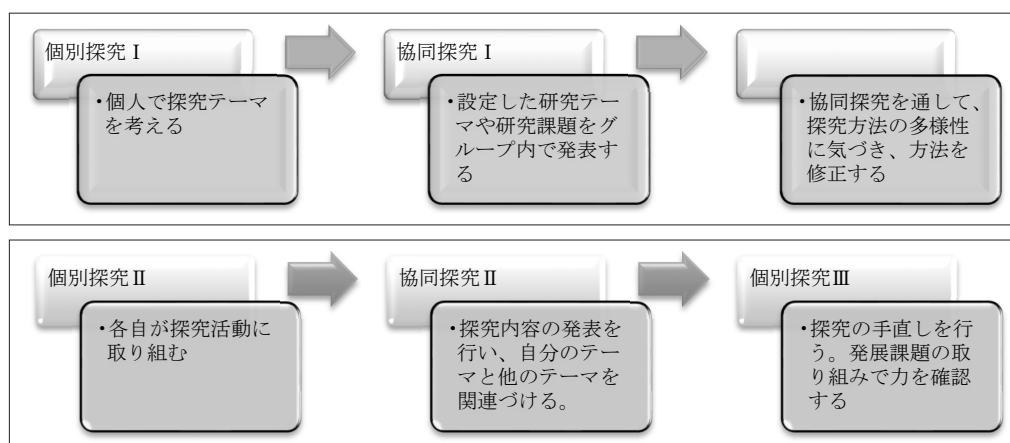 個別探究Ⅰ
・個人で探究テーマ
を考える
協同探究Ⅰ
・設定した研究テー
マや研究課題をグ
ループ内で発表す
る
・協同探究を通して、
探究方法の多様性
に気づき、方法を
修正する
個別探究Ⅱ
・各自が探究活動に
取り組む
協同探究Ⅱ
・探究内容の発表を
行い、自分のテー
マと他のテーマを
関連づける。
個別探究Ⅲ
・探究の手直しを行
う。発展課題の取
り組みで力を確認
する